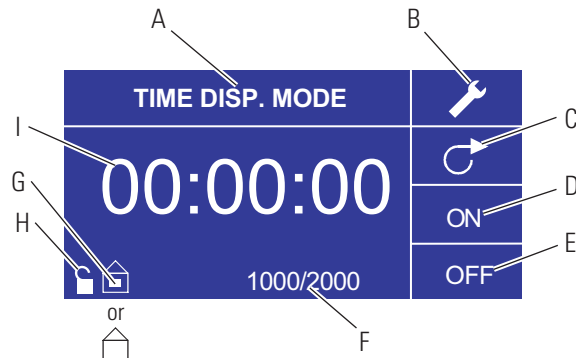 A
B
TIME DISP. MODE
I
C
00:00:00
G
D
ON
H
E
OFF
1000/2000
or
F